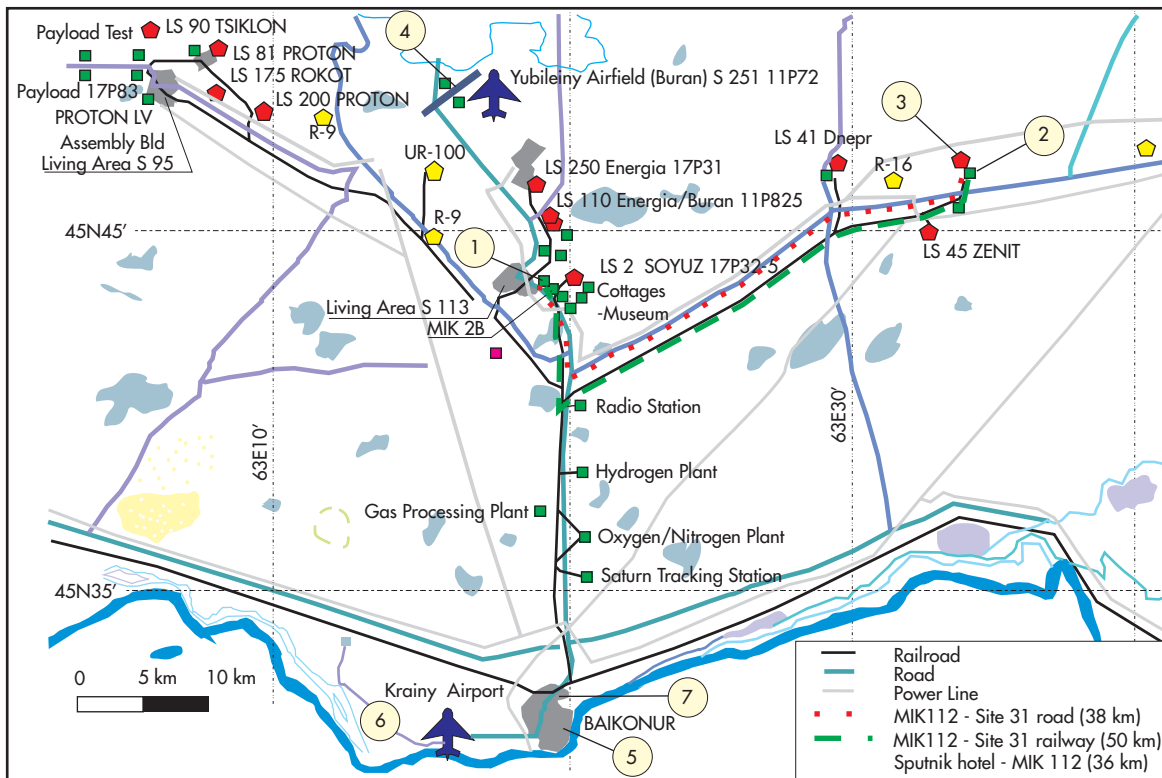 Payload Test
LS 90 TSIKLON
LS 81 PROTON
LS 175 ROKOT
Payload 17P83
LS 200 PROTON
PROTON LV
Assembly Bld
Living Area S 95
R-9
4
Yubileiny Airfield (Buran) S 251 11P72
UR-100
LS 250 Energia 17P31
LS 110 Energia/Buran 11P825
R-9
3
2
LS 41 Dnepr
R-16
LS 45 ZENIT
45N45'
1
LS 2 SOYUZ 17P32-5
Cottages
-Museum
Living Area S 113
MIK 2B
Radio Station
63E10'
63E30'
Hydrogen Plant
Gas Processing Plant
Oxygen/Nitrogen Plant
Saturn Tracking Station
45N35'
0 5 km 10 km
Krainy Airport
6
7
BAIKONUR
5
Railroad
Road
Power Line
MIK112 - Site 31 road (38 km)
MIK112 - Site 31 railway (50 km)
Sputnik hotel - MIK 112 (36 km)